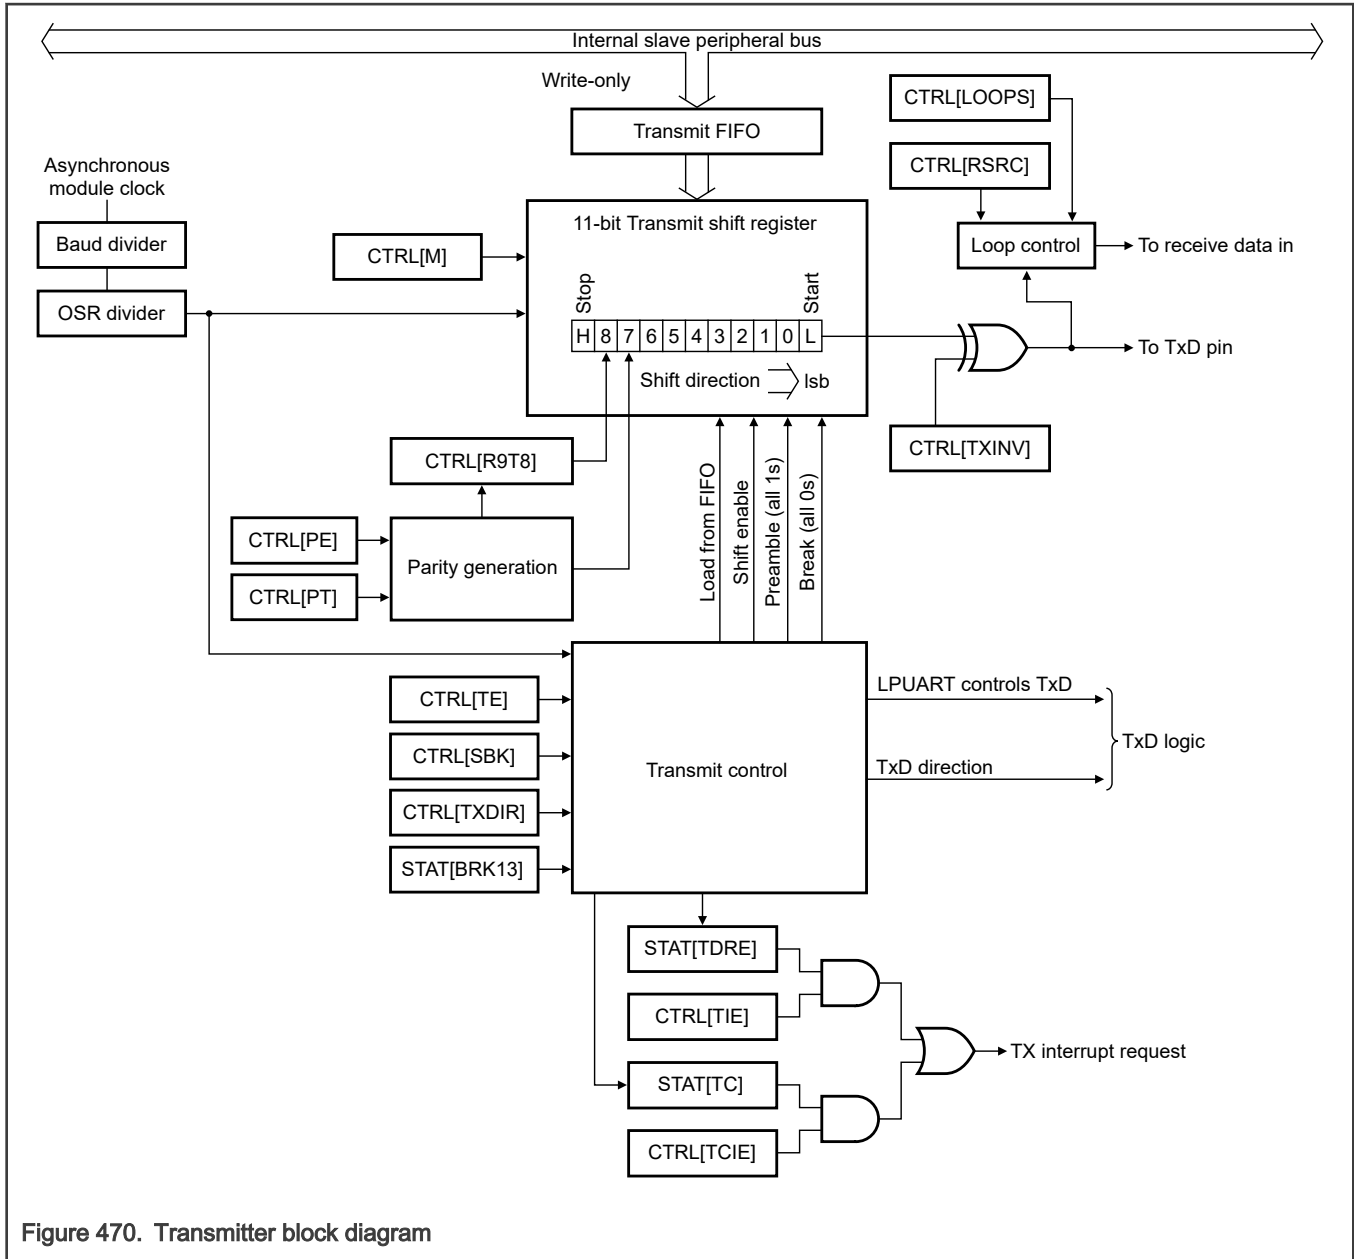 Internal slave peripheral bus
Write-only
Transmit FIFO
CTRL[LOOPS]
CTRL[RSRC]
Asynchronous
module clock
Baud divider
OSR divider
CTRL[M]
11-bit Transmit shift register
Stop
Start
H 8 7 6 5 4 3 2 1 0 L
Shift direction
lsb
Loop control
To receive data in
To TxD pin
CTRL[TXINV]
CTRL[R9T8]
CTRL[PE]
CTRL[PT]
Parity generation
Load from FIFO
Shift enable
Preamble (all 1s)
Break (all 0s)
CTRL[TE]
CTRL[SBK]
CTRL[TXDIR]
STAT[BRK13]
Transmit control
LPUART controls TxD
TxD direction
TxD logic
STAT[TDRE]
CTRL[TIE]
STAT[TC]
CTRL[TCIE]
TX interrupt request
Figure 470. Transmitter block diagram